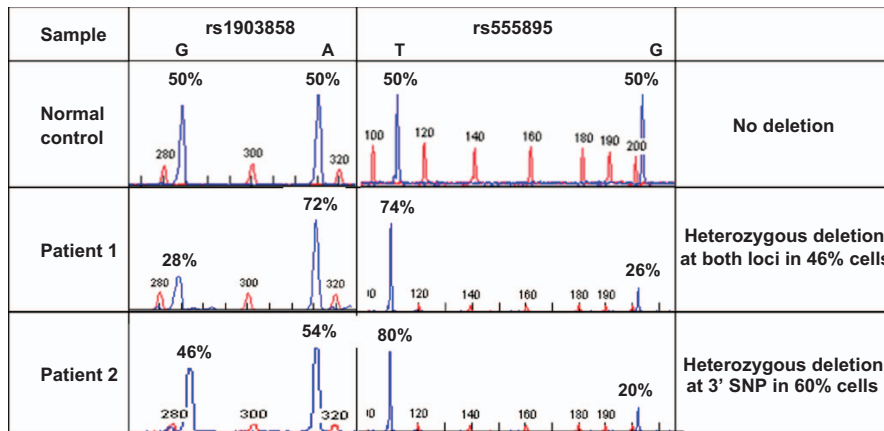 Sample rs1903858 rs555895
G A T G
50% 50% 50% 50%
Normal
control
280 300 320 100 120 140 160 180 190 200
No deletion
72% 74%
28% 26%
Patient 1
280 300 320 120 140 160 180 190
Heterozygous deletion
at both loci in 46% cells
54% 80%
46% 20%
Patient 2
280 300 320 120 140 160 180 190
Heterozygous deletion
at 3' SNP in 60% cells